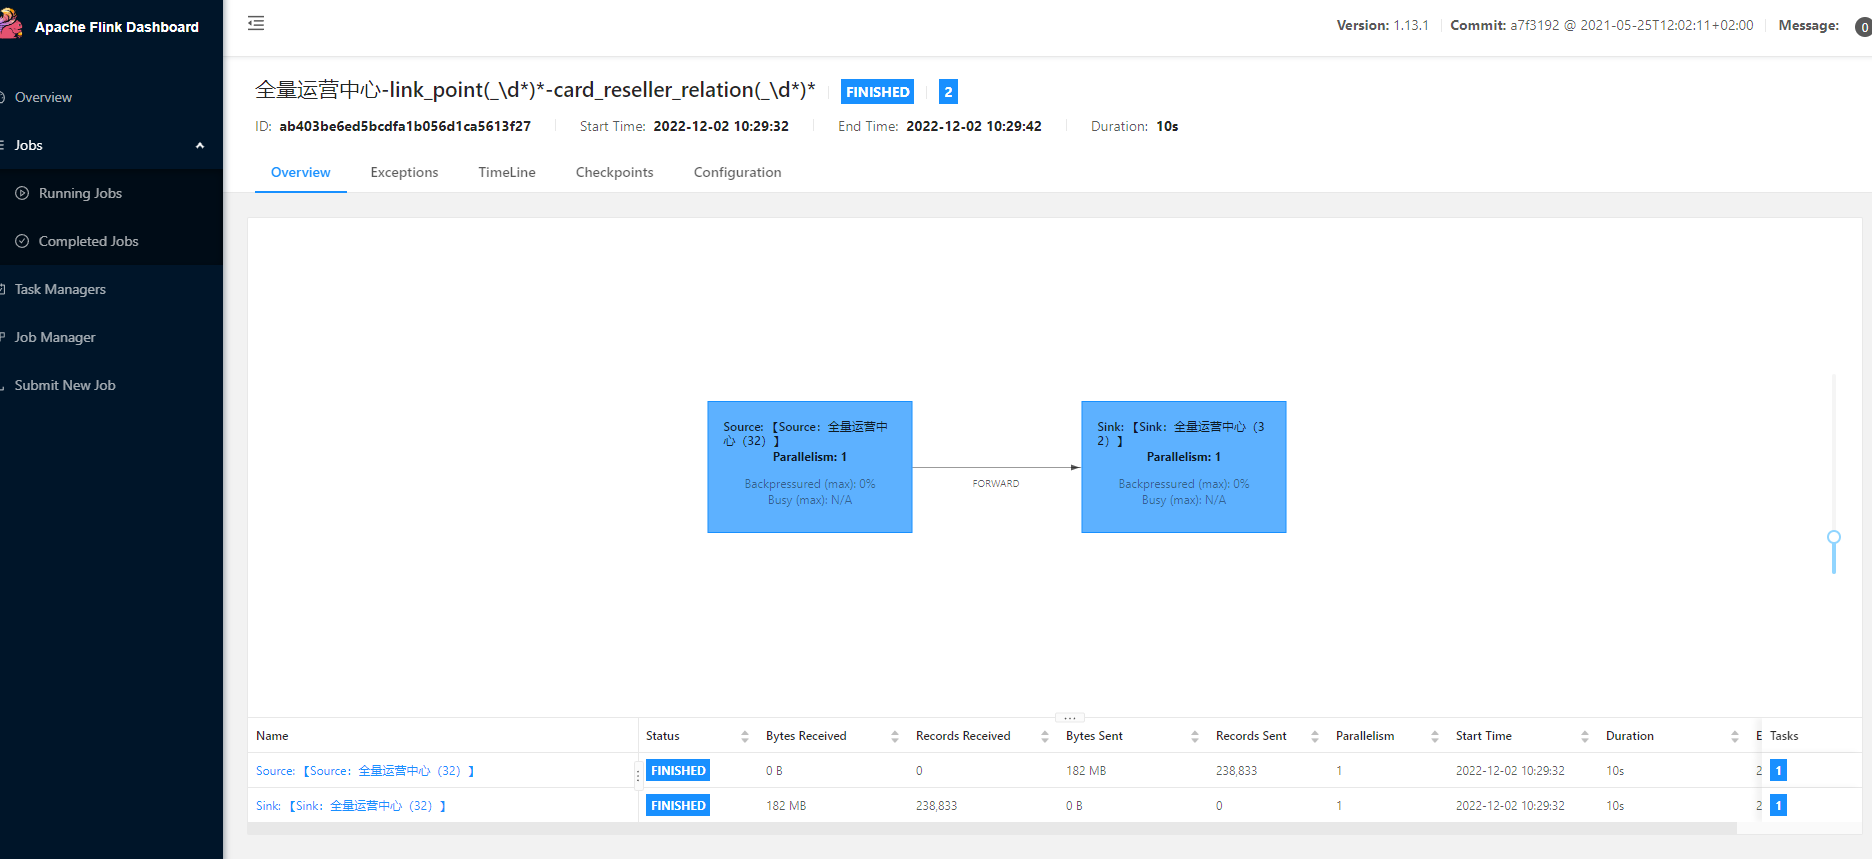 Apache Flink Dashboard
Version: 1.13.1 Commit: a7f3192 @ 2021-05-25T12:02:11+02:00 Message: 0
Overview
Jobs
Running Jobs
Completed Jobs
Task Managers
Job Manager
Submit New Job
全量运营中心-link_point(_\d*)*-card_reseller_relation(_\d*)* FINISHED 2
ID: ab403be6ed5bcdfa1b056d1ca5613f27 Start Time: 2022-12-02 10:29:32 End Time: 2022-12-02 10:29:42 Duration: 10s
Overview Exceptions TimeLine Checkpoints Configuration
Source: 【Source：全量运营中
心（32）】
Parallelism: 1
Backpressured (max): 0%
Busy (max): N/A
FORWARD
Sink: 【Sink：全量运营中心（3
2）】
Parallelism: 1
Backpressured (max): 0%
Busy (max): N/A
Name Status Bytes Received Records Received Bytes Sent Records Sent Parallelism Start Time Duration E Tasks
Source: 【Source：全量运营中心（32）】 FINISHED 0 B 0 182 MB 238,833 1 2022-12-02 10:29:32 10s 2 1
Sink: 【Sink：全量运营中心（32）】 FINISHED 182 MB 238,833 0 B 0 1 2022-12-02 10:29:32 10s 2 1